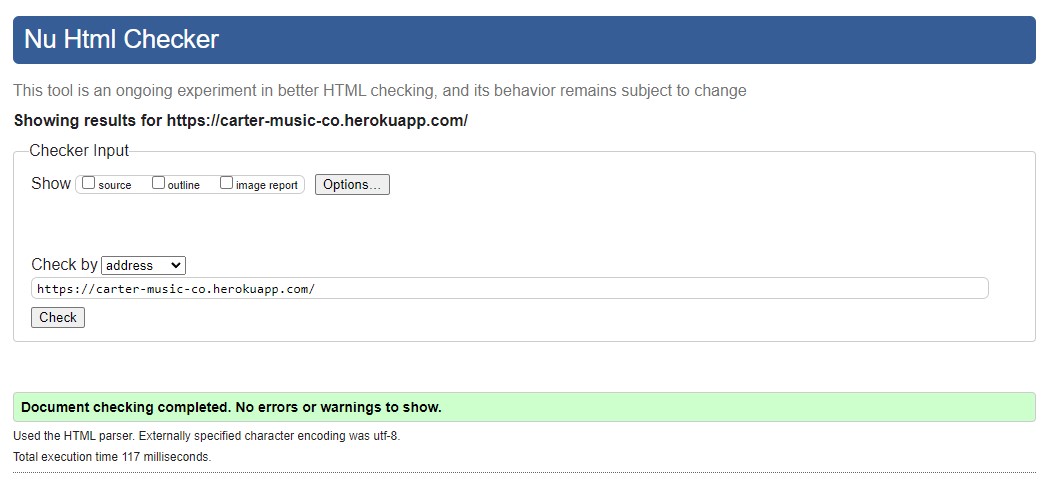 Nu Html Checker
This tool is an ongoing experiment in better HTML checking, and its behavior remains subject to change
Showing results for https://carter-music-co.herokuapp.com/
Checker Input
Show source outline image report Options...
Check by address
https://carter-music-co.herokuapp.com/
Check
Document checking completed. No errors or warnings to show.
Used the HTML parser. Externally specified character encoding was utf-8.
Total execution time 117 milliseconds.